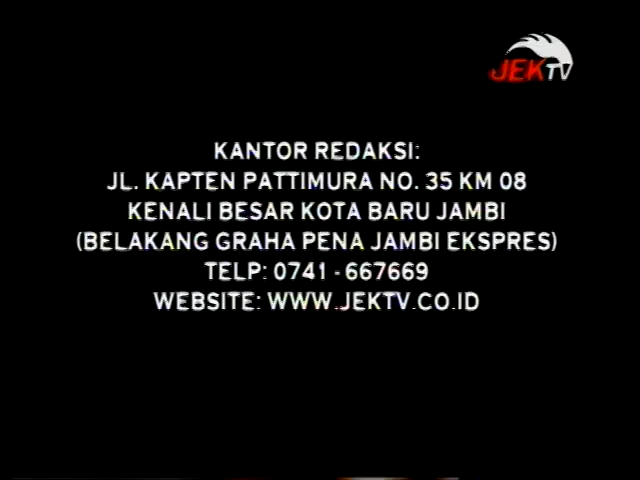 JEKTV
KANTOR REDAKSI:
JL. KAPTEN PATTIMURA NO. 35 KM 08
KENALI BESAR KOTA BARU JAMBI
(BELAKANG GRAHA PENA JAMBI EKSPRES)
TELP: 0741 - 667669
WEBSITE: WWW.JEKTV.CO.ID